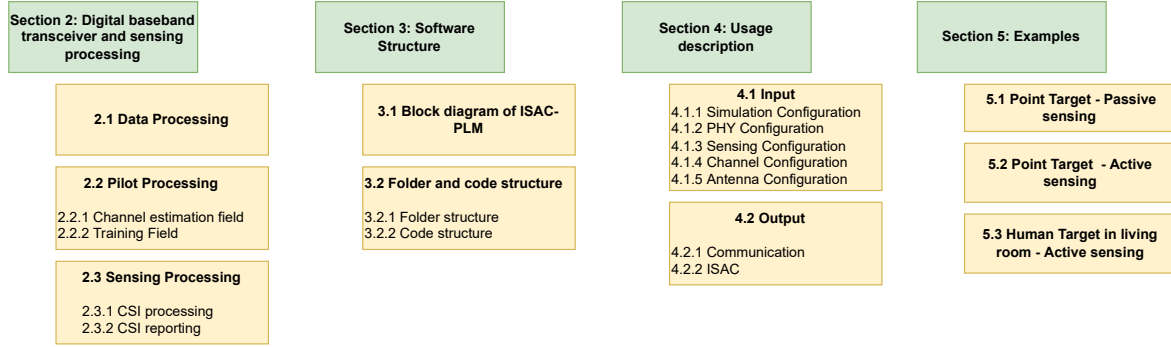 Section 2: Digital baseband
transceiver and sensing
processing
2.1 Data Processing
2.2 Pilot Processing
2.2.1 Channel estimation field
2.2.2 Training Field
2.3 Sensing Processing
2.3.1 CSI processing
2.3.2 CSI reporting
Section 3: Software
Structure
3.1 Block diagram of ISAC-
PLM
3.2 Folder and code structure
3.2.1 Folder structure
3.2.2 Code structure
Section 4: Usage
description
4.1 Input
4.1.1 Simulation Configuration
4.1.2 PHY Configuration
4.1.3 Sensing Configuration
4.1.4 Channel Configuration
4.1.5 Antenna Configuration
4.2 Output
4.2.1 Communication
4.2.2 ISAC
Section 5: Examples
5.1 Point Target - Passive
sensing
5.2 Point Target - Active
sensing
5.3 Human Target in living
room - Active sensing